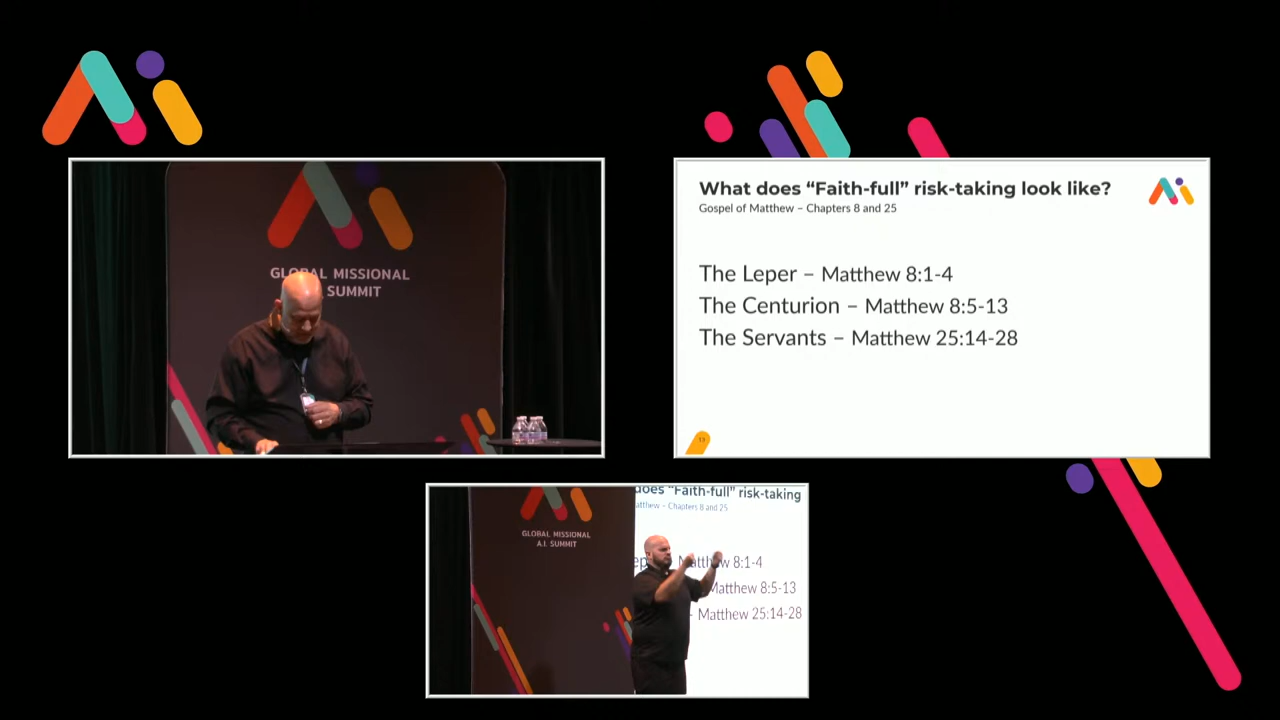 GLOBAL MISSIONAL
SUMMIT
What does “Faith-full” risk-taking look like?
Gospel of Matthew – Chapters 8 and 25
The Leper – Matthew 8:1-4
The Centurion – Matthew 8:5-13
The Servants – Matthew 25:14-28
13
does “Faith-full” risk-taking
atthew – Chapters 8 and 25
GLOBAL MISSIONAL
A.I. SUMMIT
ep Matthew 8:1-4
Matthew 8:5-13
- Matthew 25:14-28